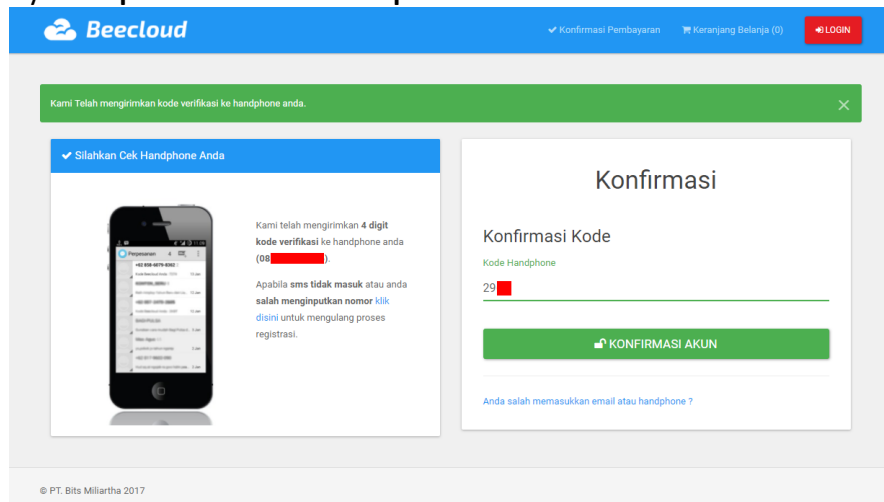 Beecloud
Konfirmasi Pembayaran
Keranjang Belanja (0)
LOGIN
Kami Telah mengirimkan kode verifikasi ke handphone anda.
Silahkan Cek Handphone Anda
Kami telah mengirimkan 4 digit
kode verifikasi ke handphone anda
(08 ).
Apabila sms tidak masuk atau anda
salah menginputkan nomor klik
disini untuk mengulang proses
registrasi.
Perpesanan
Konfirmasi
Konfirmasi Kode
Kode Handphone
29
KONFIRMASI AKUN
Anda salah memasukkan email atau handphone ?
© PT. Bits Miliartha 2017